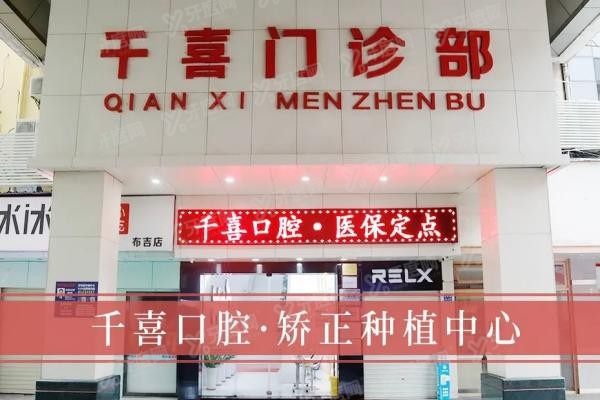 千喜门诊部
QIAN XI MEN ZHEN BU
千喜口腔·医保定点
布吉店
RELX
千喜口腔·矫正种植中心